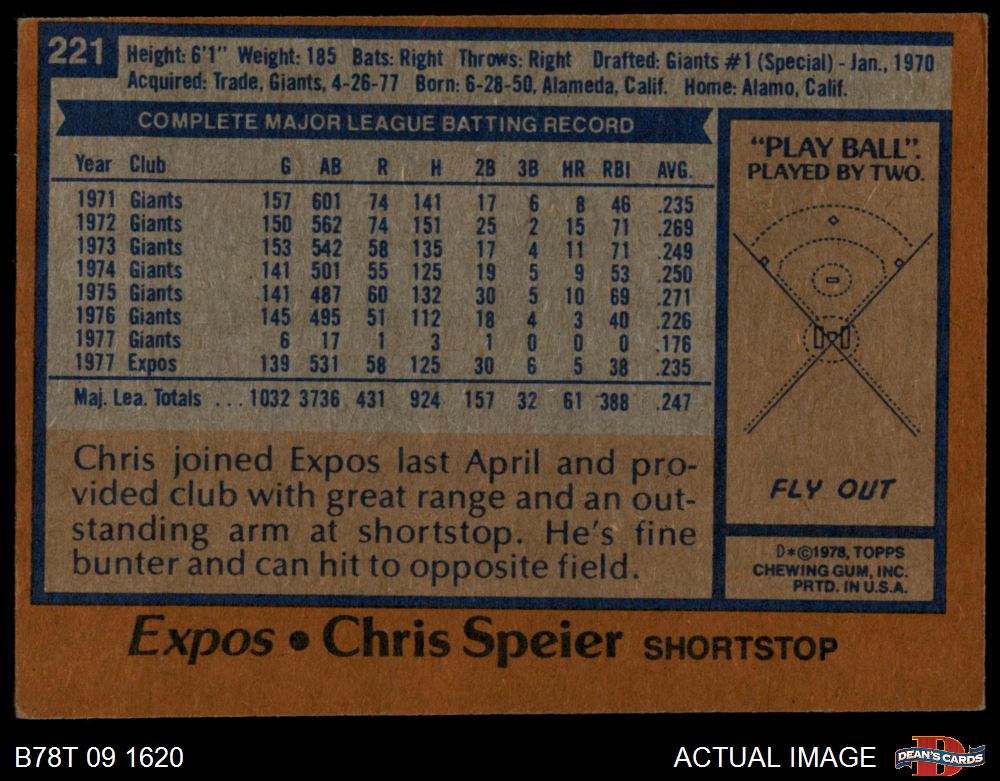 221
Height: 6'1" Weight: 185 Bats: Right Throws: Right Drafted: Giants #1 (Special) - Jan., 1970
Acquired: Trade, Giants, 4-26-77 Born: 6-28-50, Alameda, Calif. Home: Alamo, Calif.
COMPLETE MAJOR LEAGUE BATTING RECORD
Year Club G AB R H 2B 3B HR RBI AVG.
1971 Giants 157 601 74 141 17 6 8 46 .235
1972 Giants 150 562 74 151 25 2 15 71 .269
1973 Giants 153 542 58 135 17 4 11 71 .249
1974 Giants 141 501 55 125 19 5 9 53 .250
1975 Giants 141 487 60 132 30 5 10 69 .271
1976 Giants 145 495 51 112 18 4 3 40 .226
1977 Giants 6 17 1 3 1 0 0 0 .176
1977 Expos 139 531 58 125 30 6 5 38 .235
Maj. Lea. Totals ... 1032 3736 431 924 157 32 61 388 .247
Chris joined Expos last April and pro-
vided club with great range and an out-
standing arm at shortstop. He's fine
bunter and can hit to opposite field.
"PLAY BALL".
PLAYED BY TWO.
FLY OUT
D*©1978, TOPPS
CHEWING GUM, INC.
PRTD. IN U.S.A.
Expos • Chris Speier SHORTSTOP
B78T 09 1620
ACTUAL IMAGE
DEAN'S CARDS